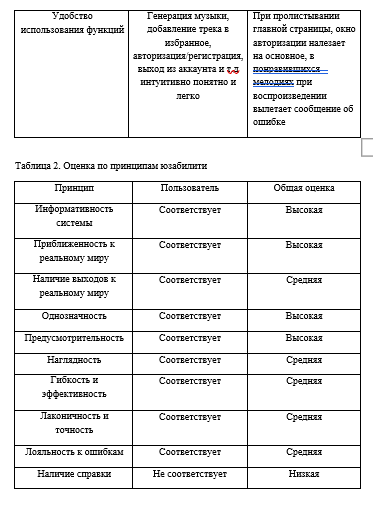 Удобство
использования функций
Генерация музыки,
добавление трека в
избранное,
авторизация/регистрация,
выход из аккаунта и т.д
интуитивно понятно и
легко
При пролистывании
главной страницы, окно
авторизации налезает
на основное, в
понравившихся
мелодиях при
воспроизведении
вылетает сообщение об
ошибке
Таблица 2. Оценка по принципам юзабилити
Принцип Пользователь Общая оценка
Информативность
системы
Соответствует Высокая
Приближенность к
реальному миру
Соответствует Высокая
Наличие выходов к
реальному миру
Соответствует Средняя
Однозначность Соответствует Высокая
Предусмотрительность Соответствует Высокая
Наглядность Соответствует Средняя
Гибкость и
эффективность
Соответствует Средняя
Лаконичность и
точность
Соответствует Средняя
Лояльность к ошибкам Соответствует Средняя
Наличие справки Не соответствует Низкая